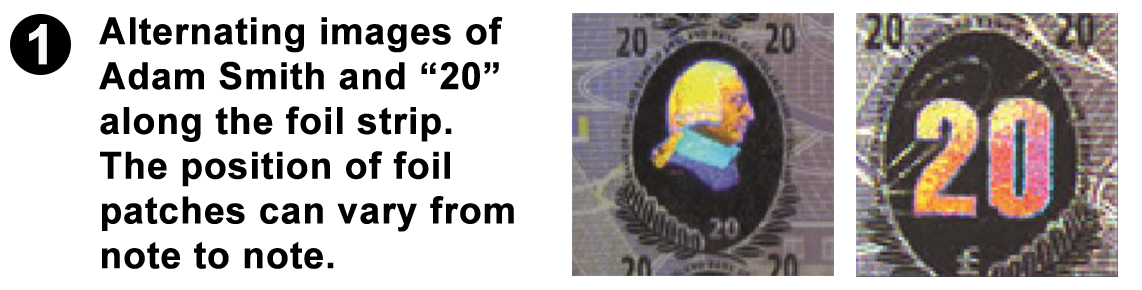 1
Alternating images of
Adam Smith and “20”
along the foil strip.
The position of foil
patches can vary from
note to note.
20 20
20
20 20
20 20
20
£